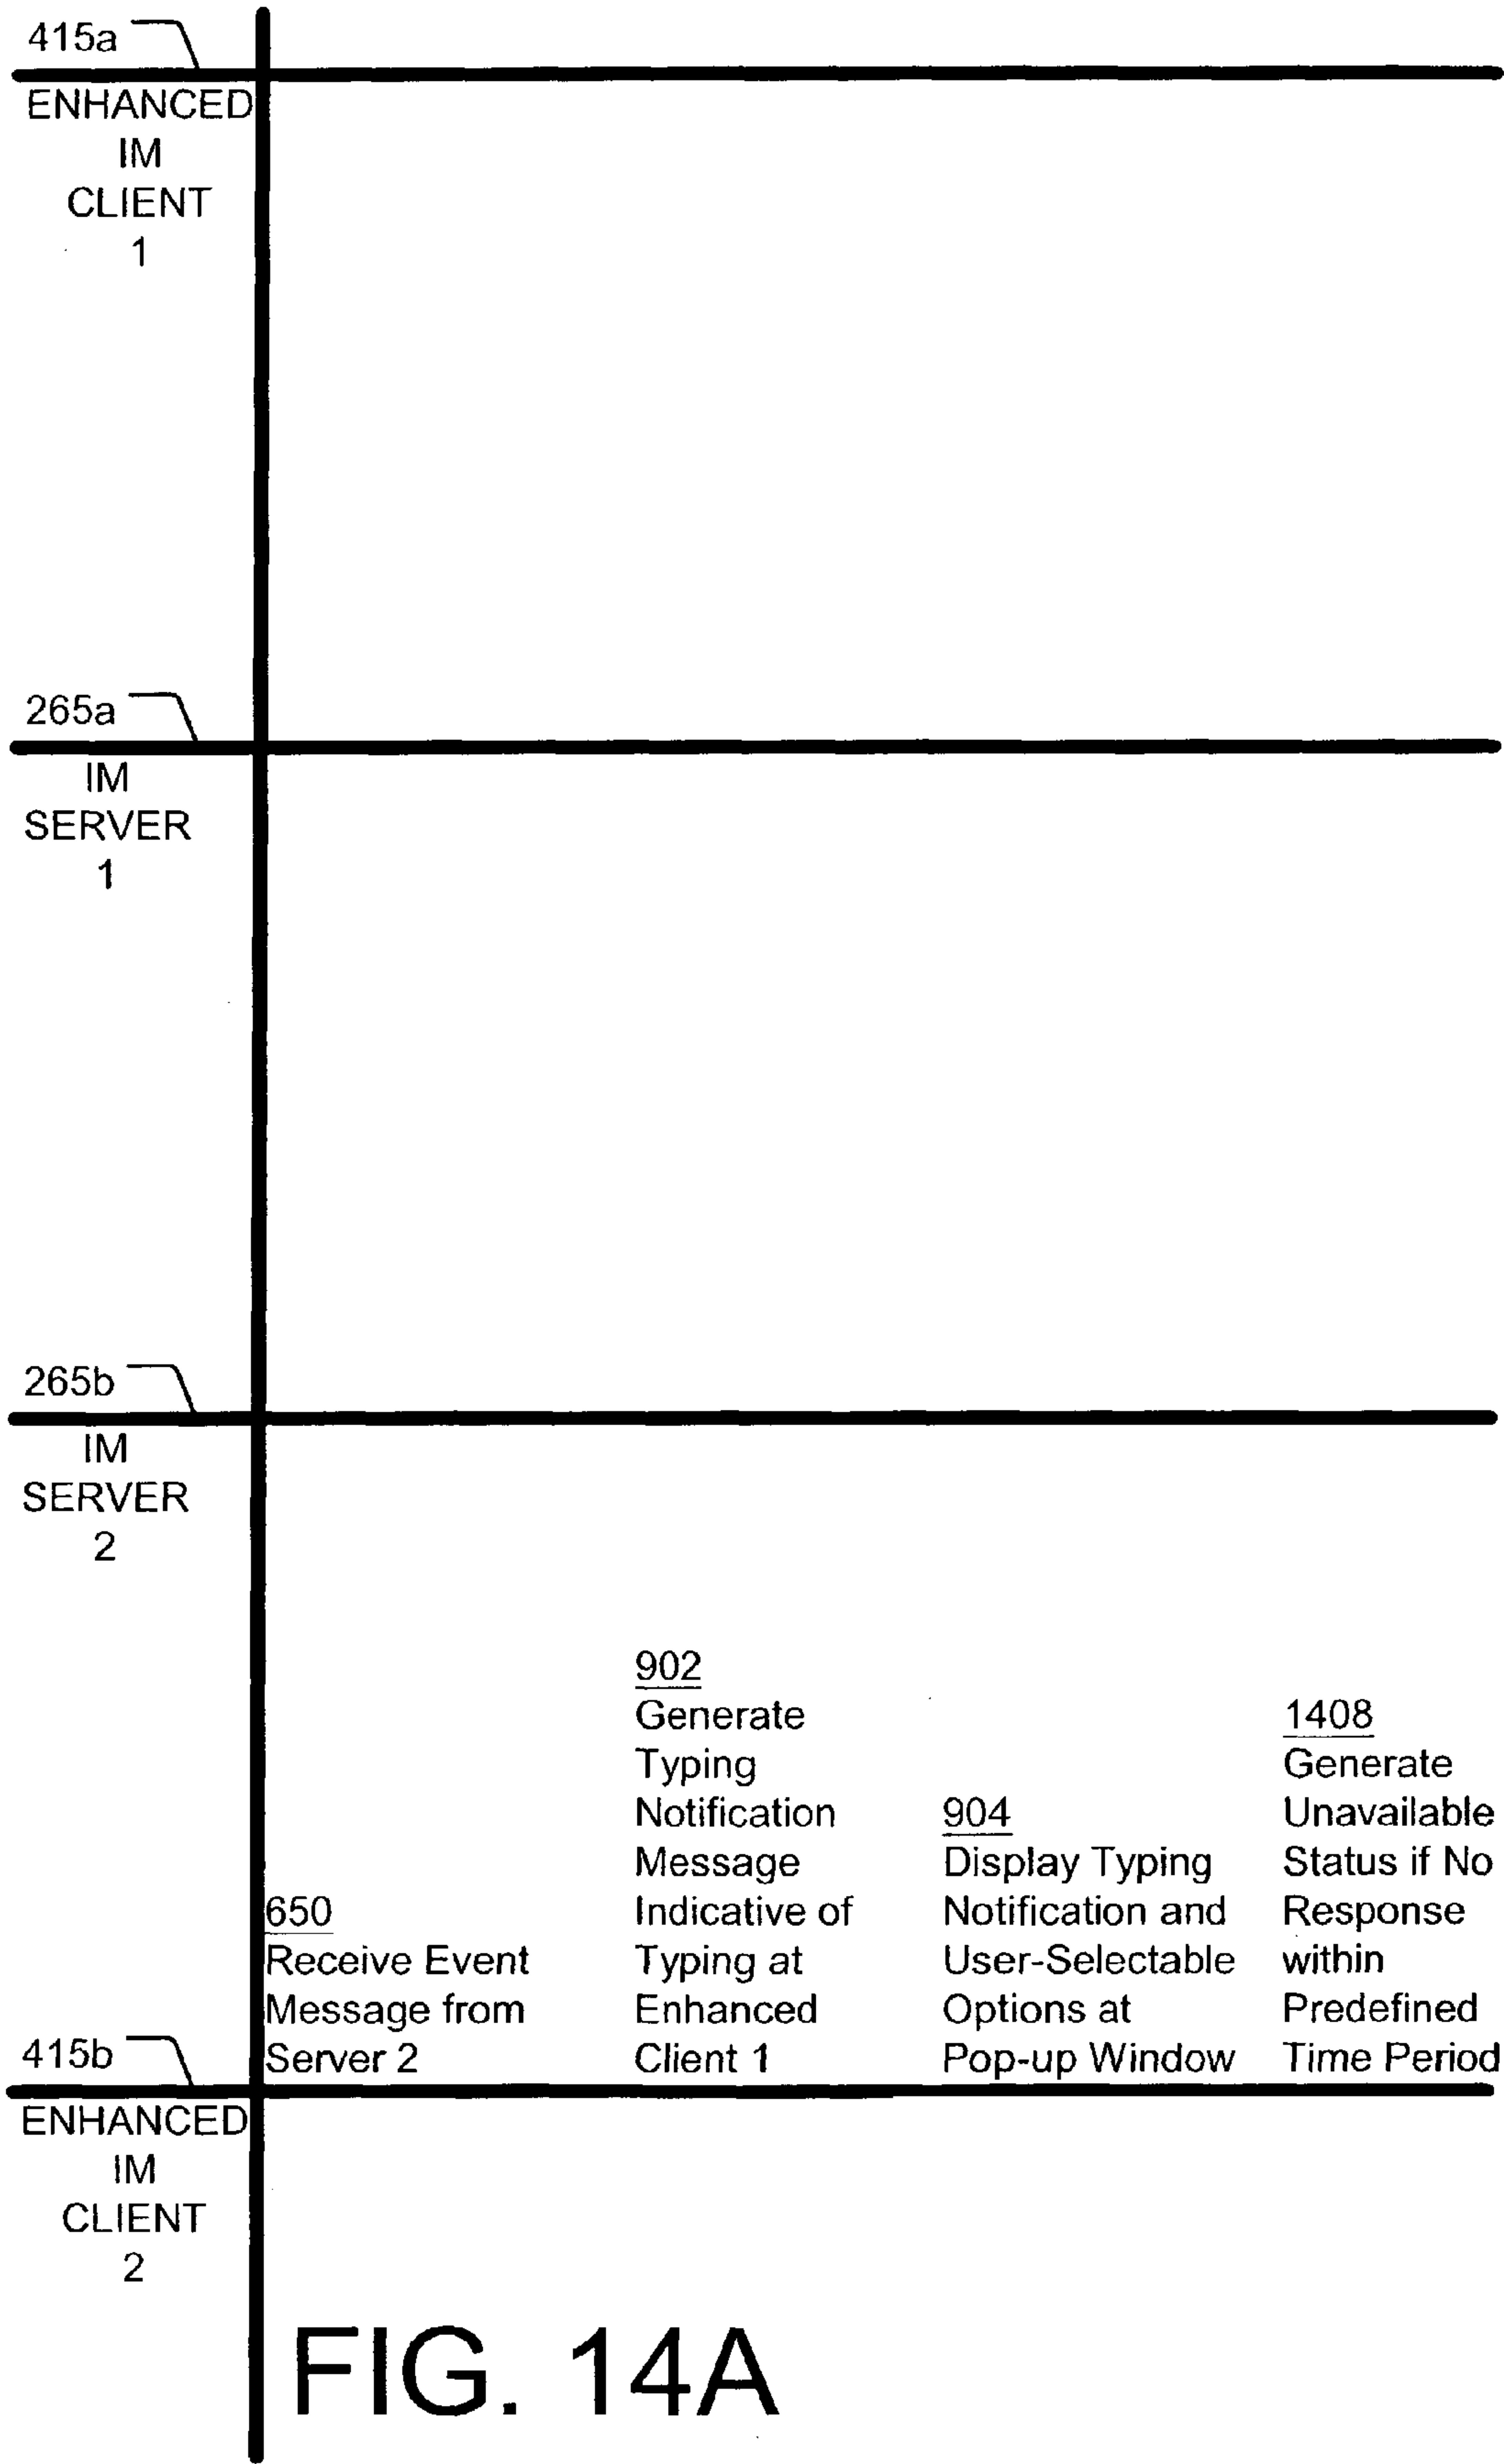 415a
ENHANCED
IM
CLIENT
1
265a
IM
SERVER
1
265b
IM
SERVER
2
650
Receive Event
Message from
Server 2
902
Generate
Typing
Notification
Message
Indicative of
Typing at
Enhanced
Client 1
904
Display Typing
Notification and
User-Selectable
Options at
Pop-up Window
1408
Generate
Unavailable
Status if No
Response
within
Predefined
Time Period
415b
ENHANCED
IM
CLIENT
2
FIG. 14A